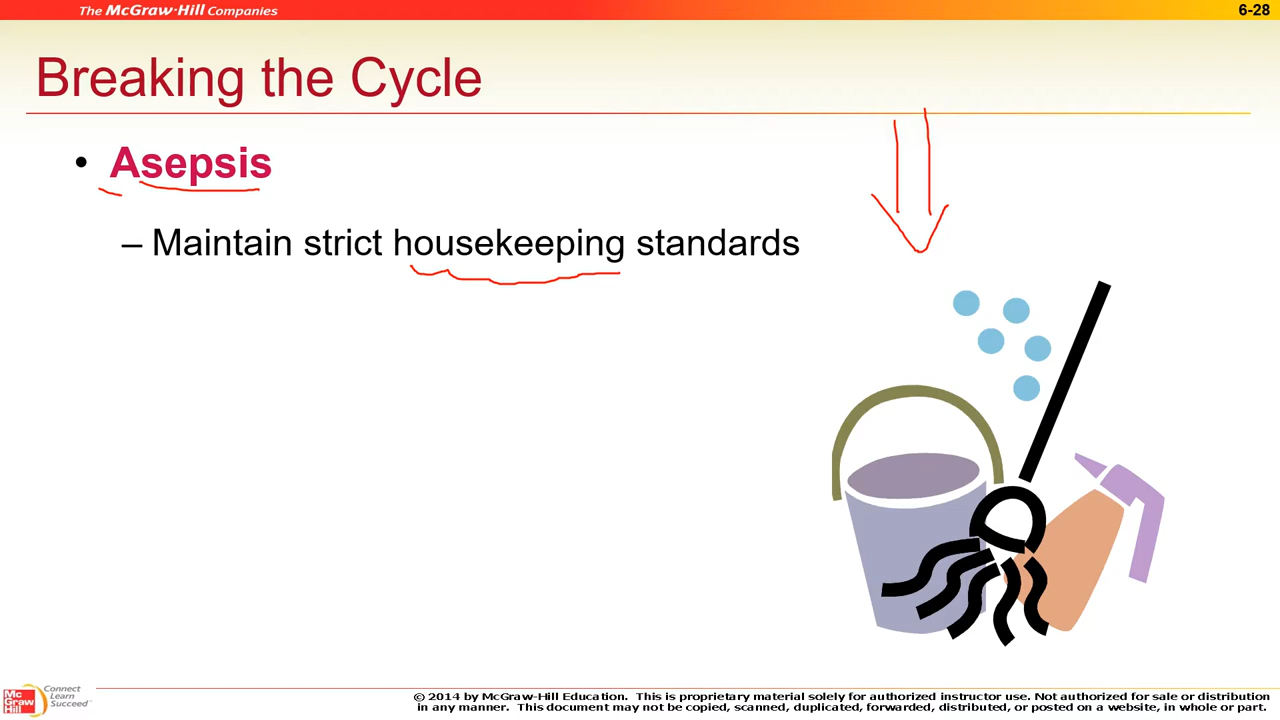 The McGraw-Hill Companies
6-28
Breaking the Cycle
• Asepsis
– Maintain strict housekeeping standards
Mc
Graw
Hill
Connect
Learn
Succeed™
© 2014 by McGraw-Hill Education. This is proprietary material solely for authorized instructor use. Not authorized for sale or distribution
in any manner. This document may not be copied, scanned, duplicated, forwarded, distributed, or posted on a website, in whole or part.